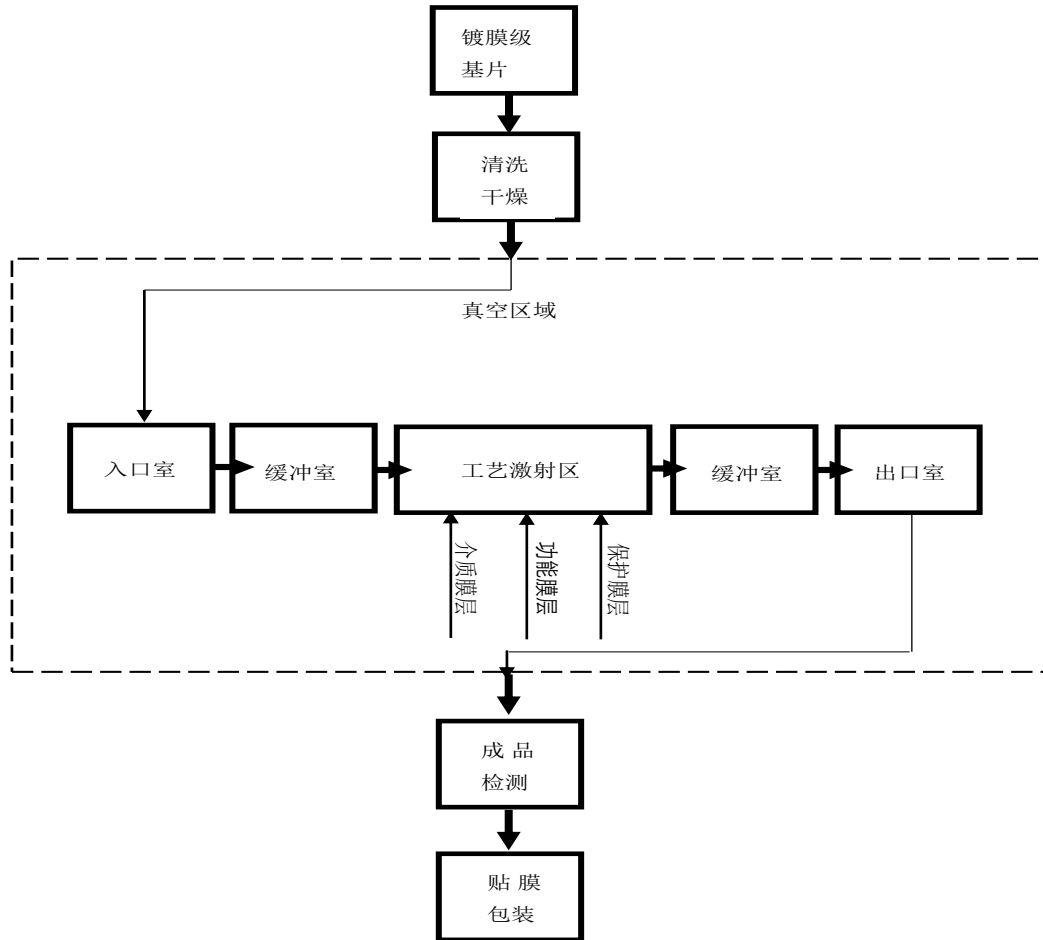 镀膜级
基片
清洗
干燥
真空区域
入口室
缓冲室
工艺激射区
缓冲室
出口室
介质膜层
功能膜层
保护膜层
成品
检测
贴膜
包装